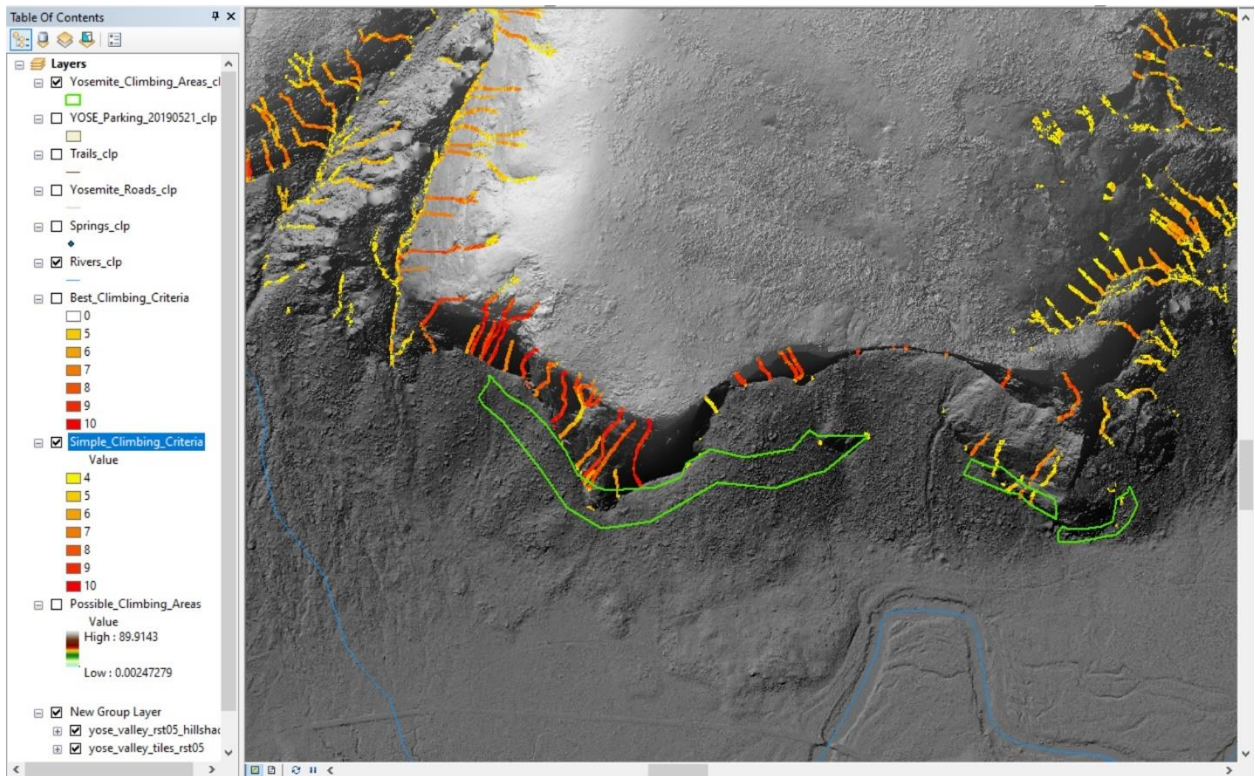 Table Of Contents
Layers
Yosemite_Climbing_Areas_cl
YOSE_Parking_20190521_clp
Trails_clp
Yosemite_Roads_clp
Springs_clp
Rivers_clp
Best_Climbing_Criteria
0
5
6
7
8
9
10
Simple_Climbing_Criteria
Value
4
5
6
7
8
9
10
Possible_Climbing_Areas
Value
High : 89.9143
Low : 0.00247279
New Group Layer
yose_valley_rst05_hillshac
yose_valley_tiles_rst05